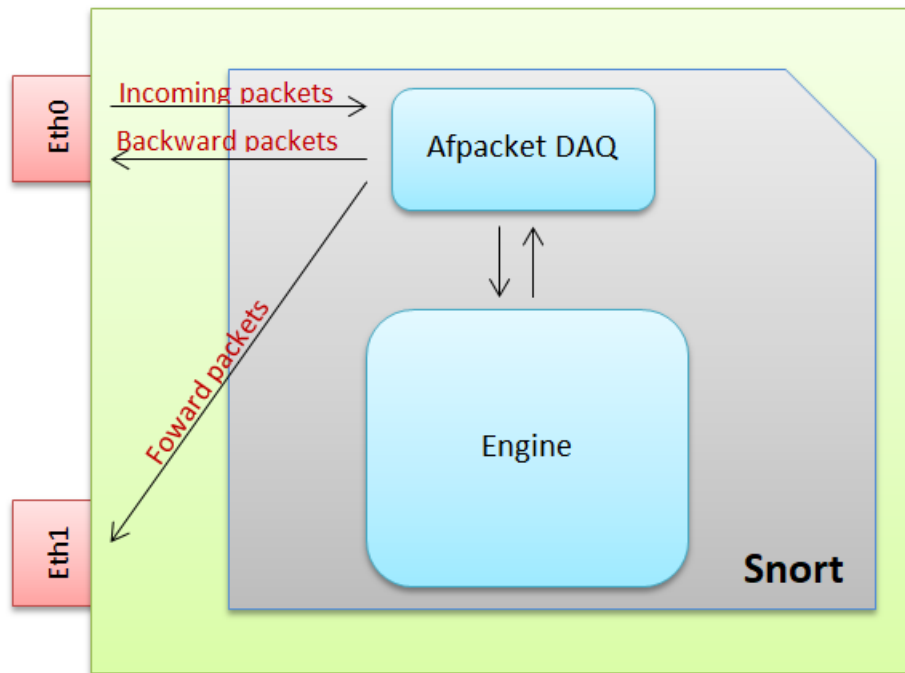 Eth0
Incoming packets
Backward packets
Afpacket DAQ
Foward packets
Engine
Eth1
Snort